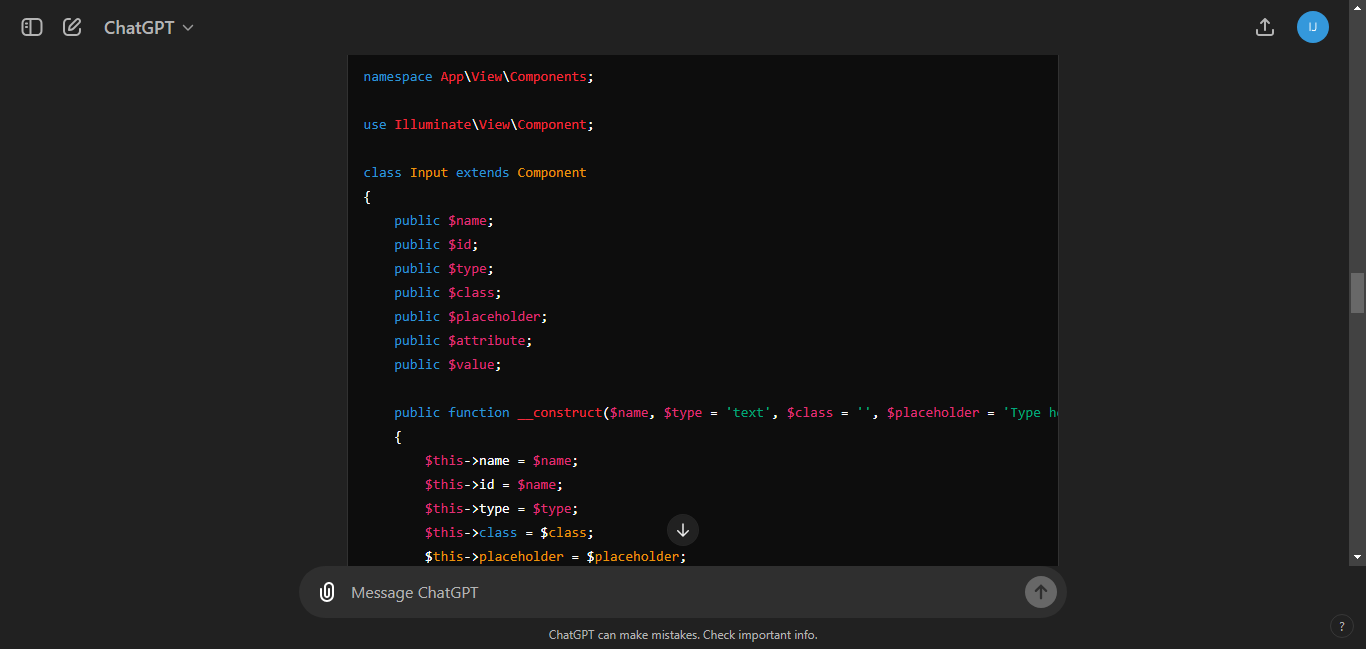 ChatGPT
IJ
namespace App\View\Components;
use Illuminate\View\Component;
class Input extends Component
{
    public $name;
    public $id;
    public $type;
    public $class;
    public $placeholder;
    public $attribute;
    public $value;
    public function __construct($name, $type = 'text', $class = '', $placeholder = 'Type h
    {
        $this->name = $name;
        $this->id = $name;
        $this->type = $type;
        $this->class = $class;
        $this->placeholder = $placeholder;
Message ChatGPT
ChatGPT can make mistakes. Check important info.
?